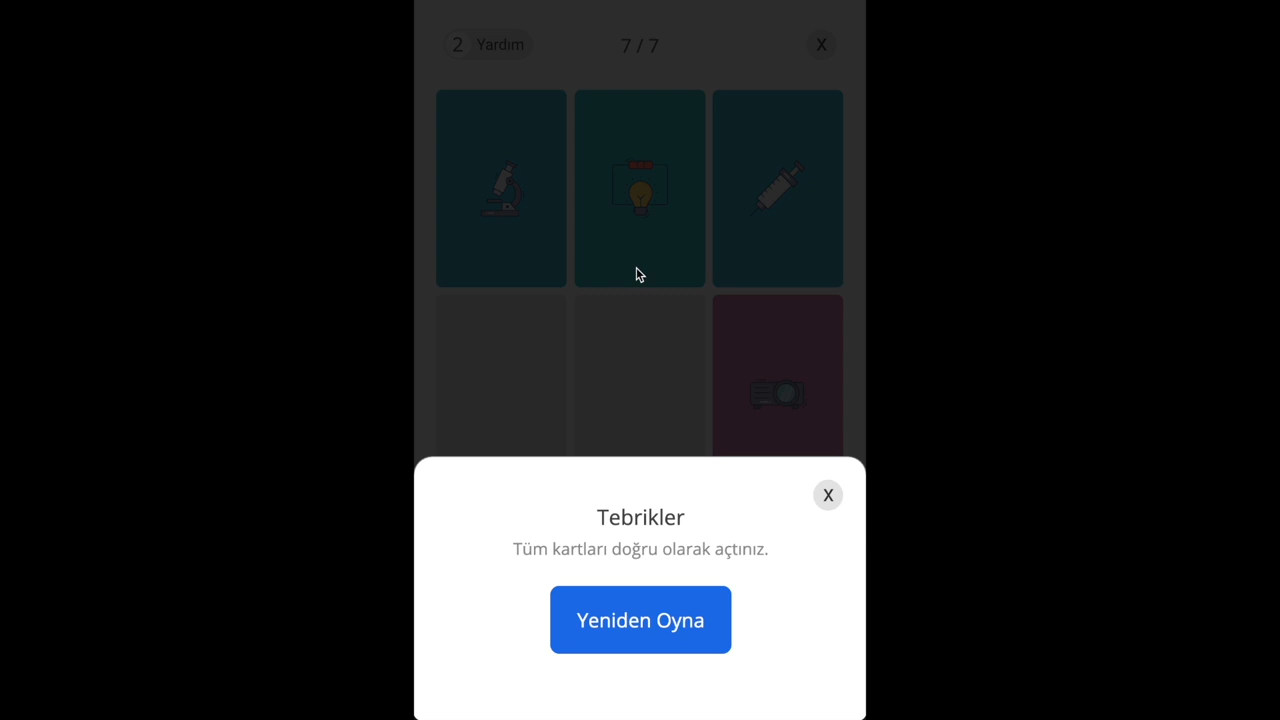 2 Yardım
7 / 7
X
X
Tebrikler
Tüm kartları doğru olarak açtınız.
Yeniden Oyna